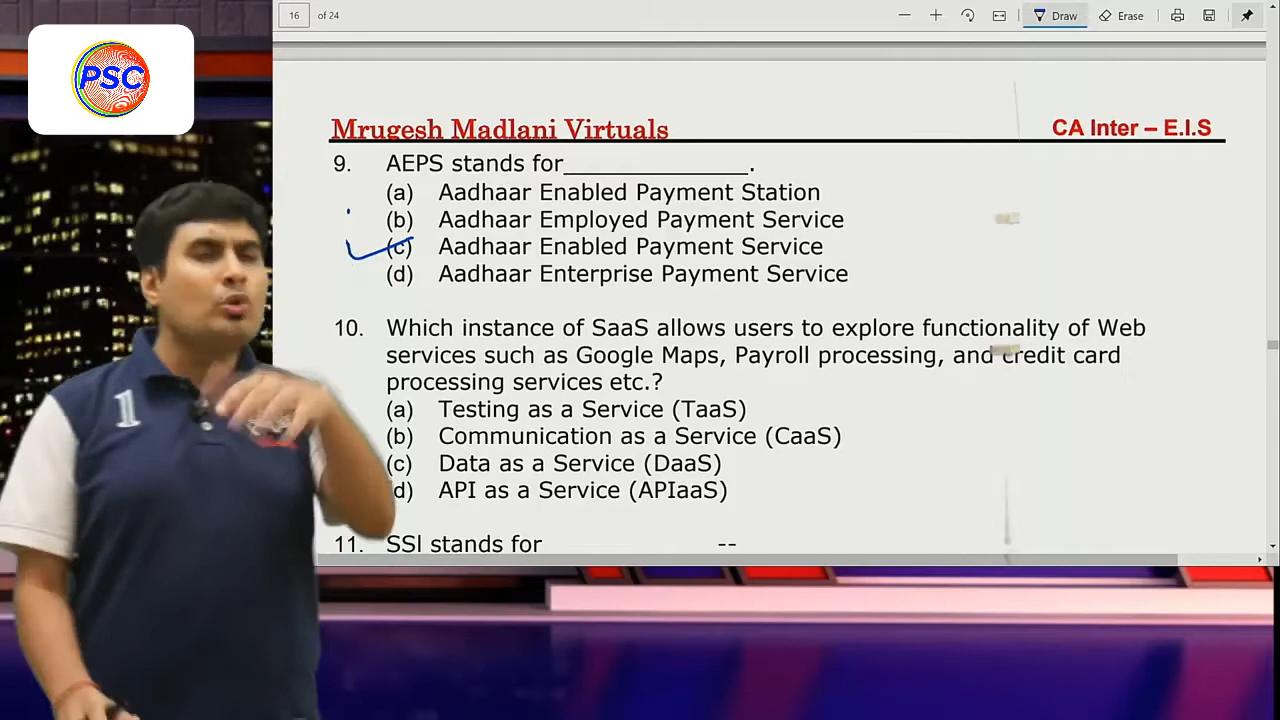 16 of 24
Draw
Erase
PSC
Mrugesh Madlani Virtuals
CA Inter – E.I.S
9. AEPS stands for______________.
(a) Aadhaar Enabled Payment Station
(b) Aadhaar Employed Payment Service
(c) Aadhaar Enabled Payment Service
(d) Aadhaar Enterprise Payment Service
10. Which instance of SaaS allows users to explore functionality of Web
services such as Google Maps, Payroll processing, and credit card
processing services etc.?
(a) Testing as a Service (TaaS)
(b) Communication as a Service (CaaS)
(c) Data as a Service (DaaS)
d) API as a Service (APIaaS)
11. SSl stands for --
1